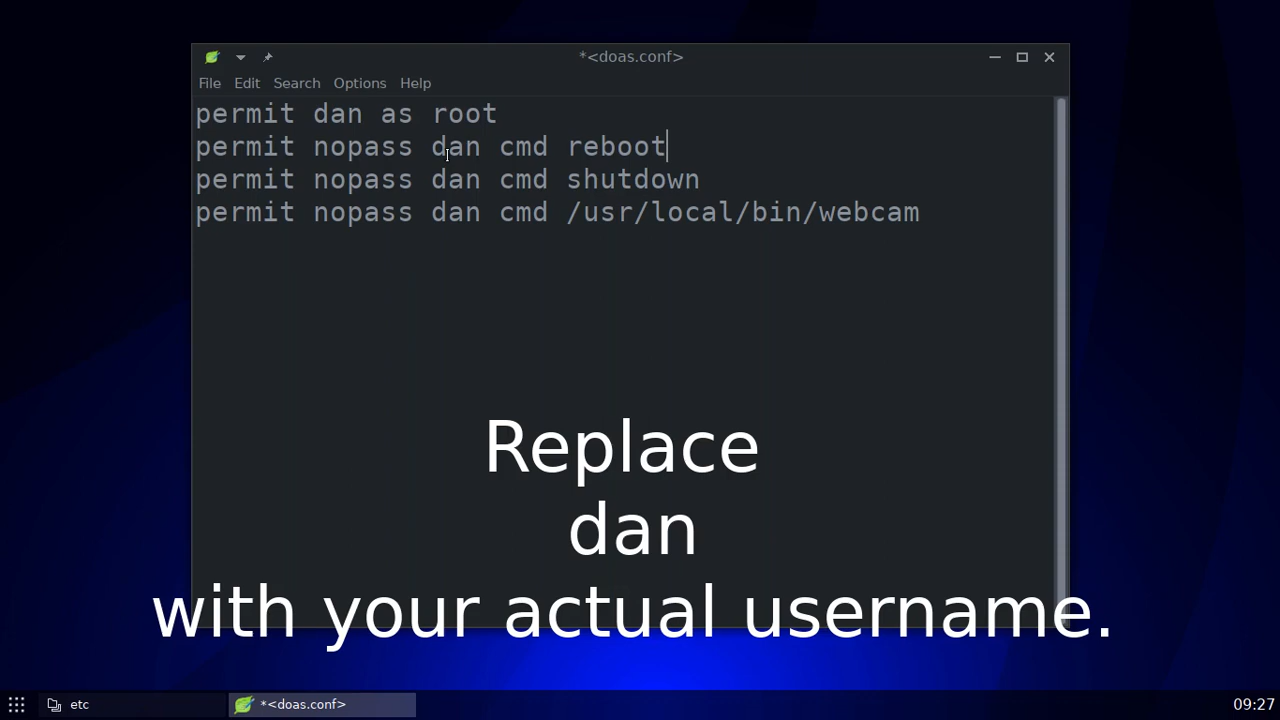 *<doas.conf>
File Edit Search Options Help
permit dan as root
permit nopass dan cmd reboot
permit nopass dan cmd shutdown
permit nopass dan cmd /usr/local/bin/webcam
Replace
dan
with your actual username.
etc *<doas.conf> 09:27